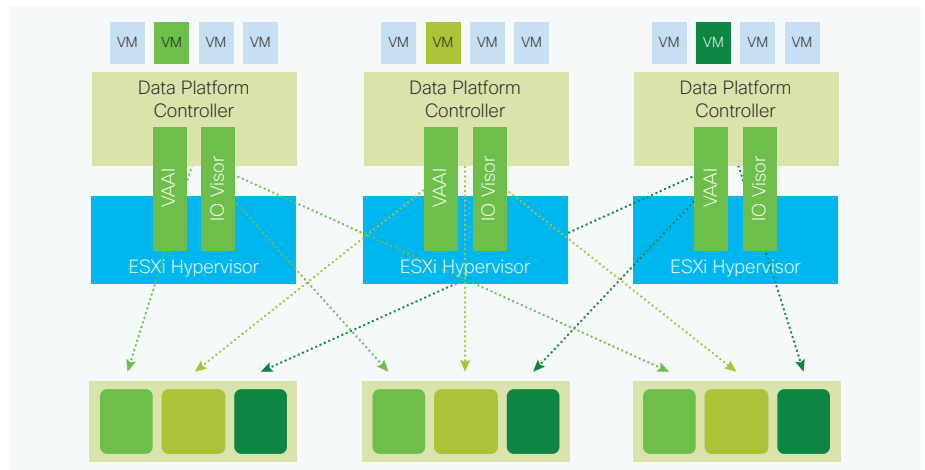 VM VM VM VM
VM VM VM VM
VM VM VM VM
Data Platform
Controller
VAAI
IO Visor
ESXi Hypervisor
Data Platform
Controller
VAAI
IO Visor
ESXi Hypervisor
Data Platform
Controller
VAAI
IO Visor
ESXi Hypervisor